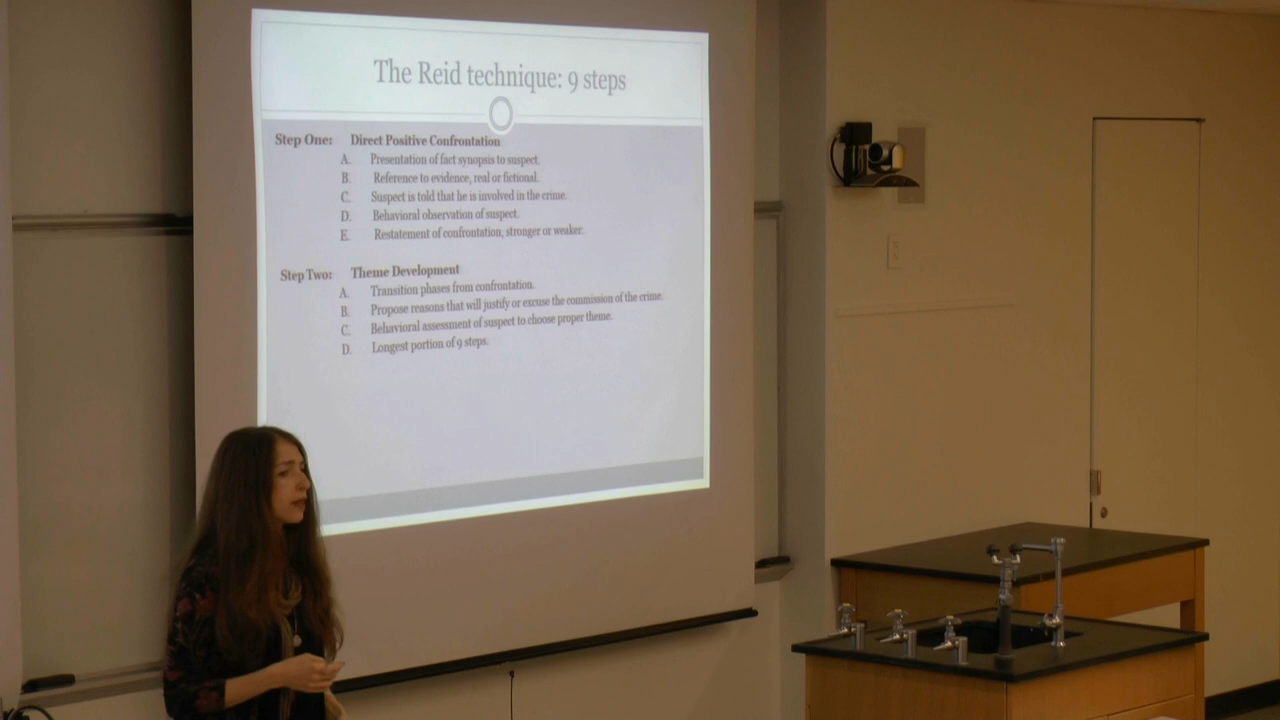 The Reid technique: 9 steps
Step One: Direct Positive Confrontation
A. Presentation of fact synopsis to suspect.
B. Reference to evidence, real or fictional.
C. Suspect is told that he is involved in the crime.
D. Behavioral observation of suspect.
E. Restatement of confrontation, stronger or weaker.
Step Two: Theme Development
A. Transition phases from confrontation.
B. Propose reasons that will justify or excuse the commission of the crime.
C. Behavioral assessment of suspect to choose proper theme.
D. Longest portion of 9 steps.